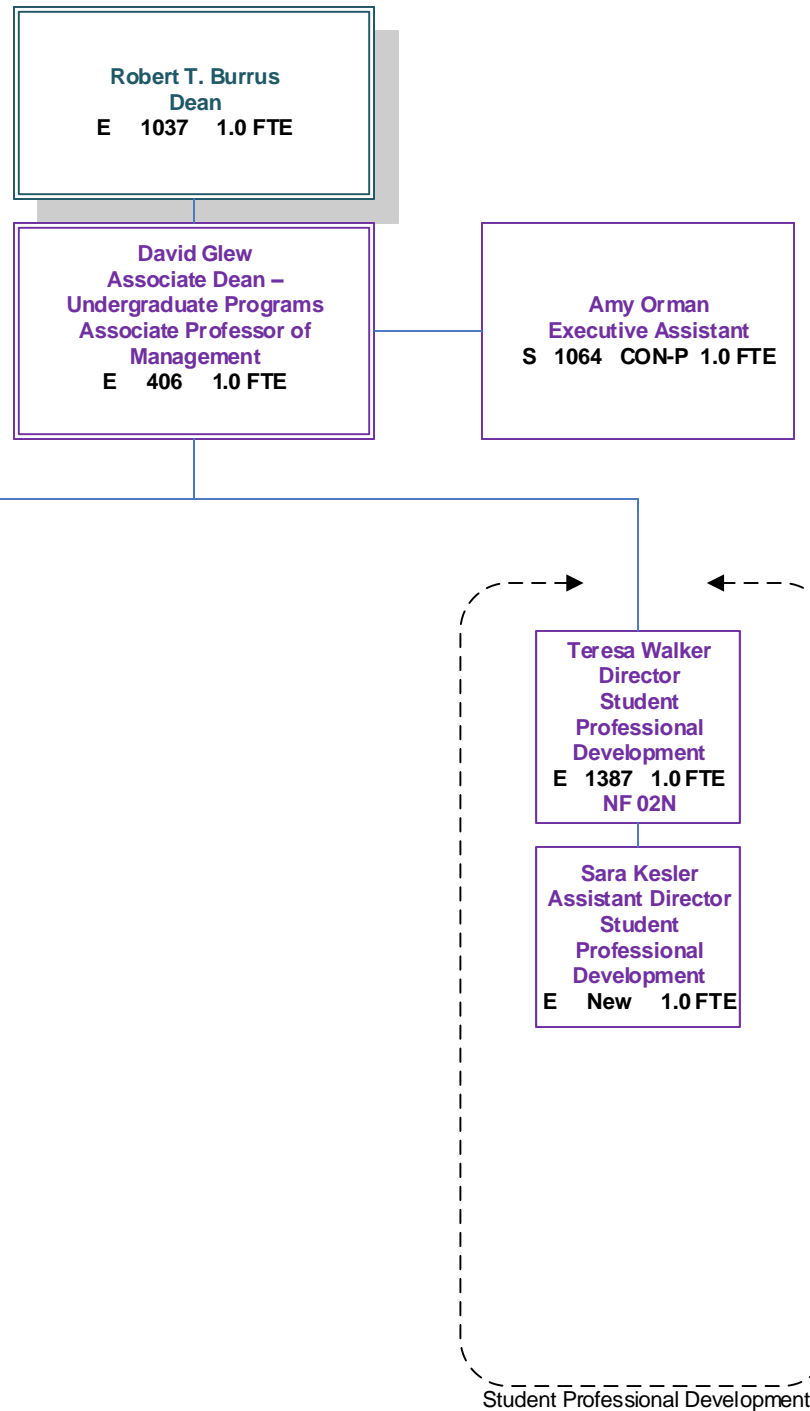 Robert T. Burrus
Dean
E 1037 1.0 FTE
David Glew
Associate Dean –
Undergraduate Programs
Associate Professor of
Management
E 406 1.0 FTE
Amy Orman
Executive Assistant
S 1064 CON-P 1.0 FTE
Teresa Walker
Director
Student
Professional
Development
E 1387 1.0 FTE
NF 02N
Sara Kesler
Assistant Director
Student
Professional
Development
E New 1.0 FTE
Student Professional Development